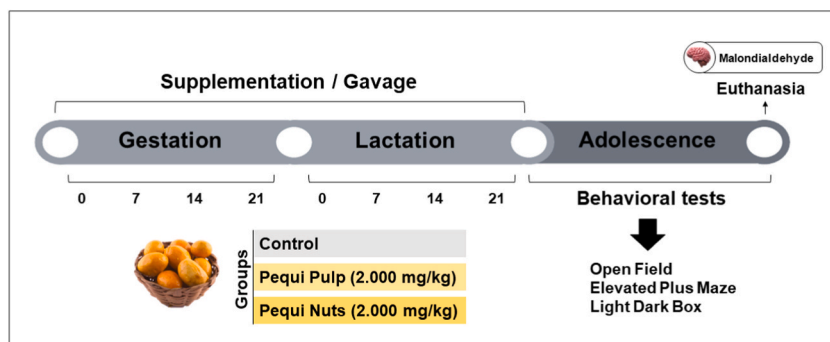 Malondialdehyde
Supplementation / Gavage
Euthanasia
Gestation
Lactation
Adolescence
0 7 14 21
0 7 14 21
Behavioral tests
Groups
Control
Pequi Pulp (2.000 mg/kg)
Pequi Nuts (2.000 mg/kg)
Open Field
Elevated Plus Maze
Light Dark Box